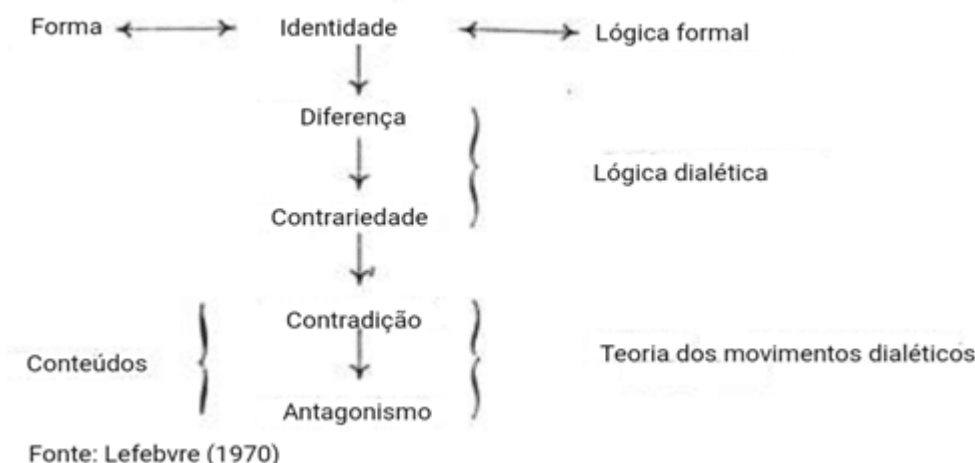 Forma Identidade Lógica formal
Diferença
Lógica dialética
Contrariedade
Contradição
Conteúdos Teoria dos movimentos dialéticos
Antagonismo
Fonte: Lefebvre (1970)